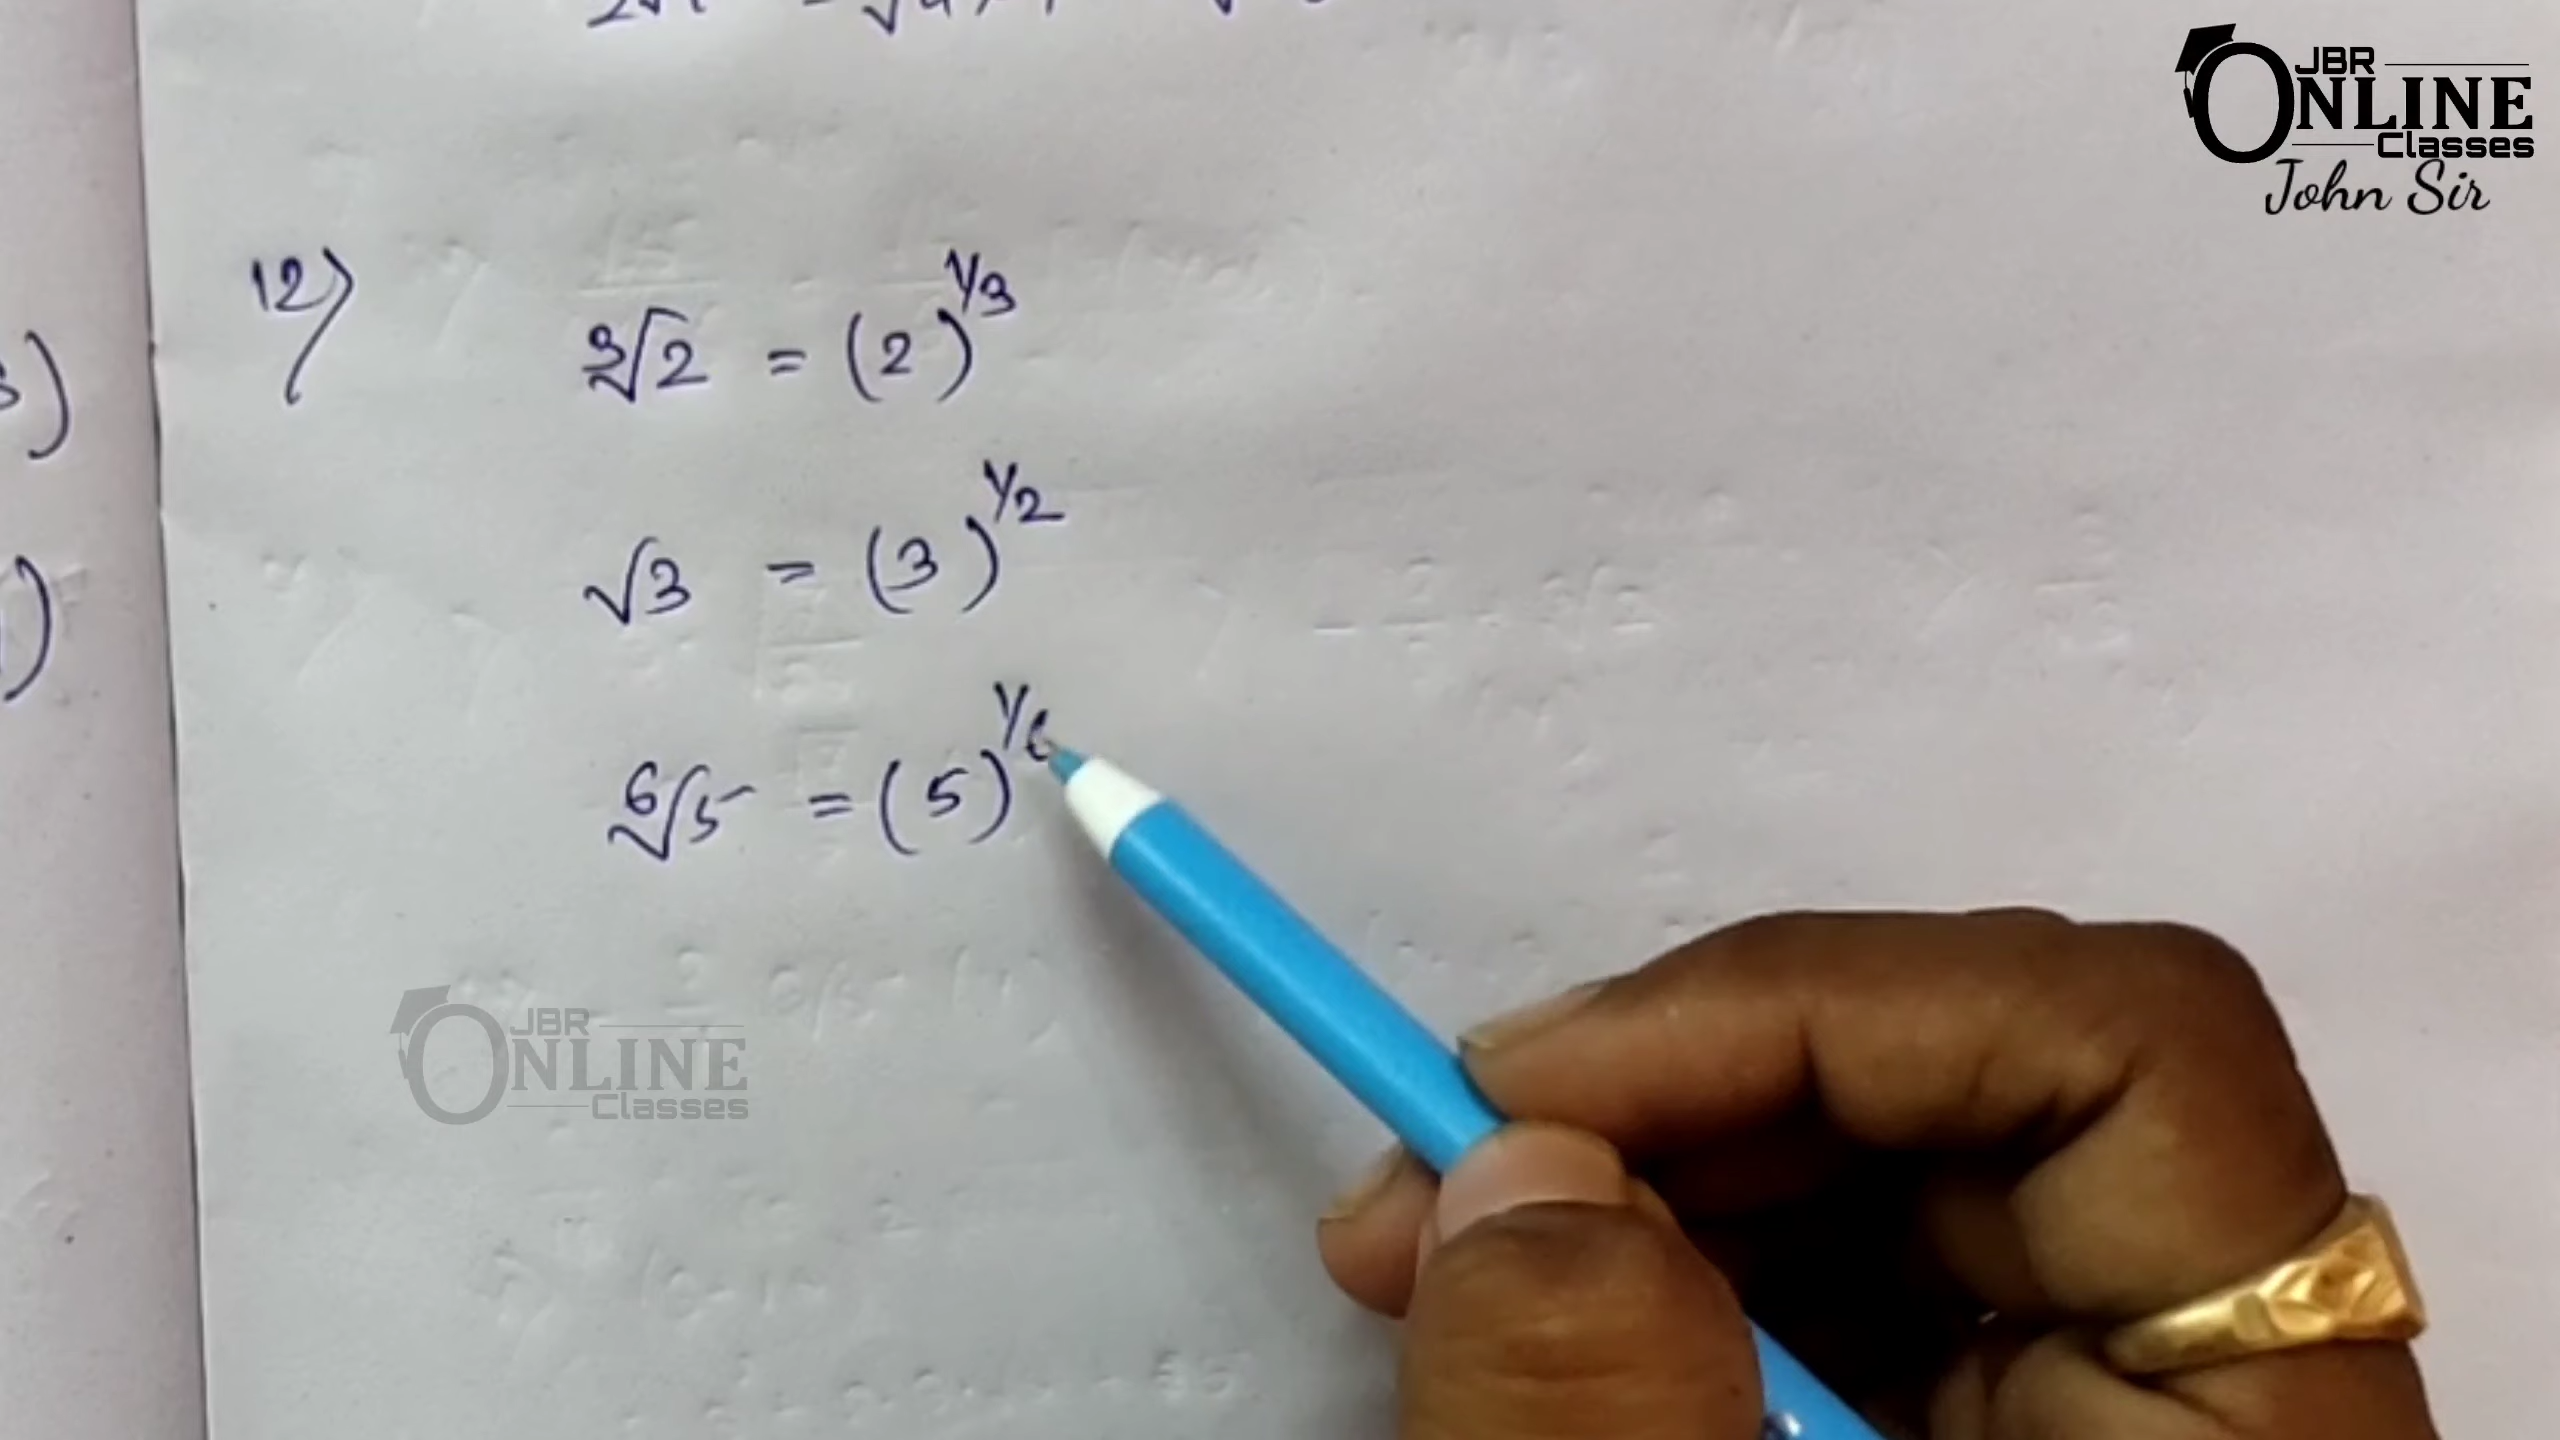 JBR
ONLINE
Classes
John Sir
12)
∛2 = (2)^1/3
√3 = (3)^1/2
⁶√5 = (5)^1/6
JBR
ONLINE
Classes